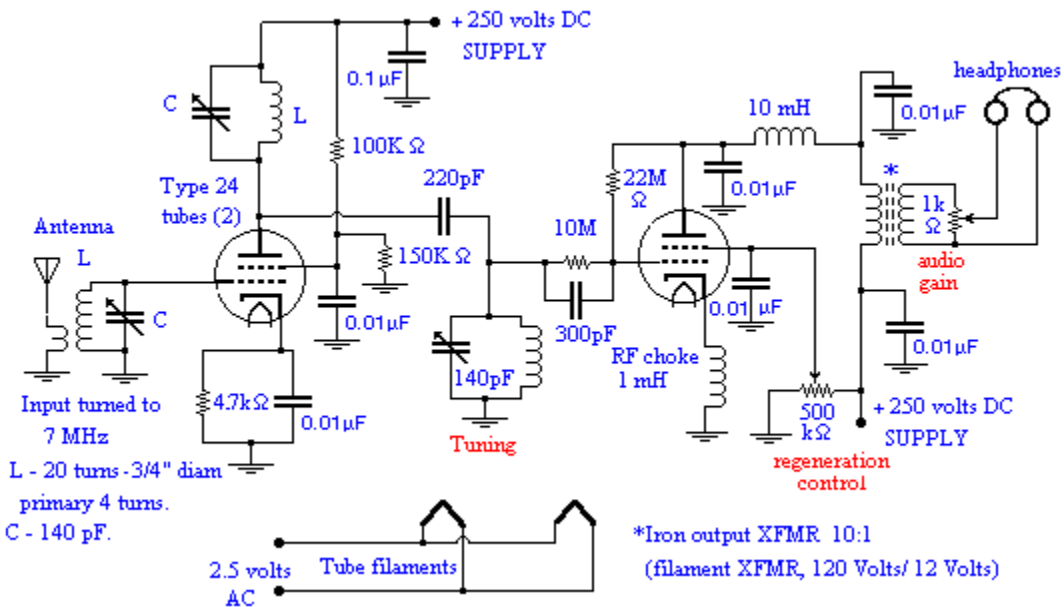 + 250 volts DC
SUPPLY
0.1µF
C
L
100K Ω
Type 24
tubes (2)
220pF
150K Ω
Antenna
L
C
0.01µF
4.7kΩ
0.01µF
Input turned to
7 MHz
L - 20 turns -3/4" diam
primary 4 turns.
C - 140 pF.
10M
300pF
140pF
Tuning
22M
Ω
0.01µF
10 mH
0.01µF
headphones
*
1k
Ω
audio
gain
0.01µF
0.01µF
RF choke
1 mH
500
kΩ
regeneration
control
+ 250 volts DC
SUPPLY
2.5 volts
AC
Tube filaments
*Iron output XFMR 10:1
(filament XFMR, 120 Volts/ 12 Volts)